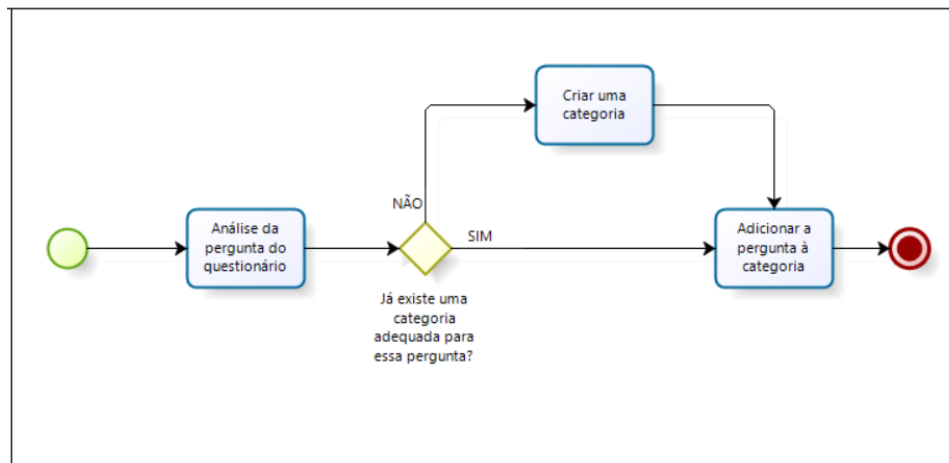 Criar uma
categoria
NÃO
Análise da
pergunta do
questionário
SIM
Adicionar a
pergunta à
categoria
Já existe uma
categoria
adequada para
essa pergunta?